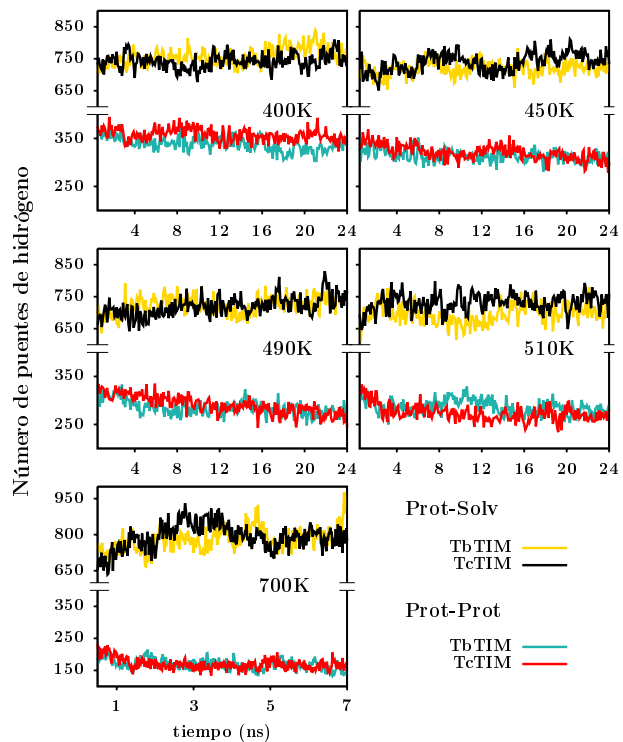 850
750
650
350
250
400K
450K
4 8 12 16 20 24
4 8 12 16 20 24
Número de puentes de hidrógeno
850
750
650
350
250
490K
510K
4 8 12 16 20 24
4 8 12 16 20 24
950
800
650
350
250
150
700K
1 3 5 7
tiempo (ns)
Prot-Solv
TbTIM
TcTIM
Prot-Prot
TbTIM
TcTIM